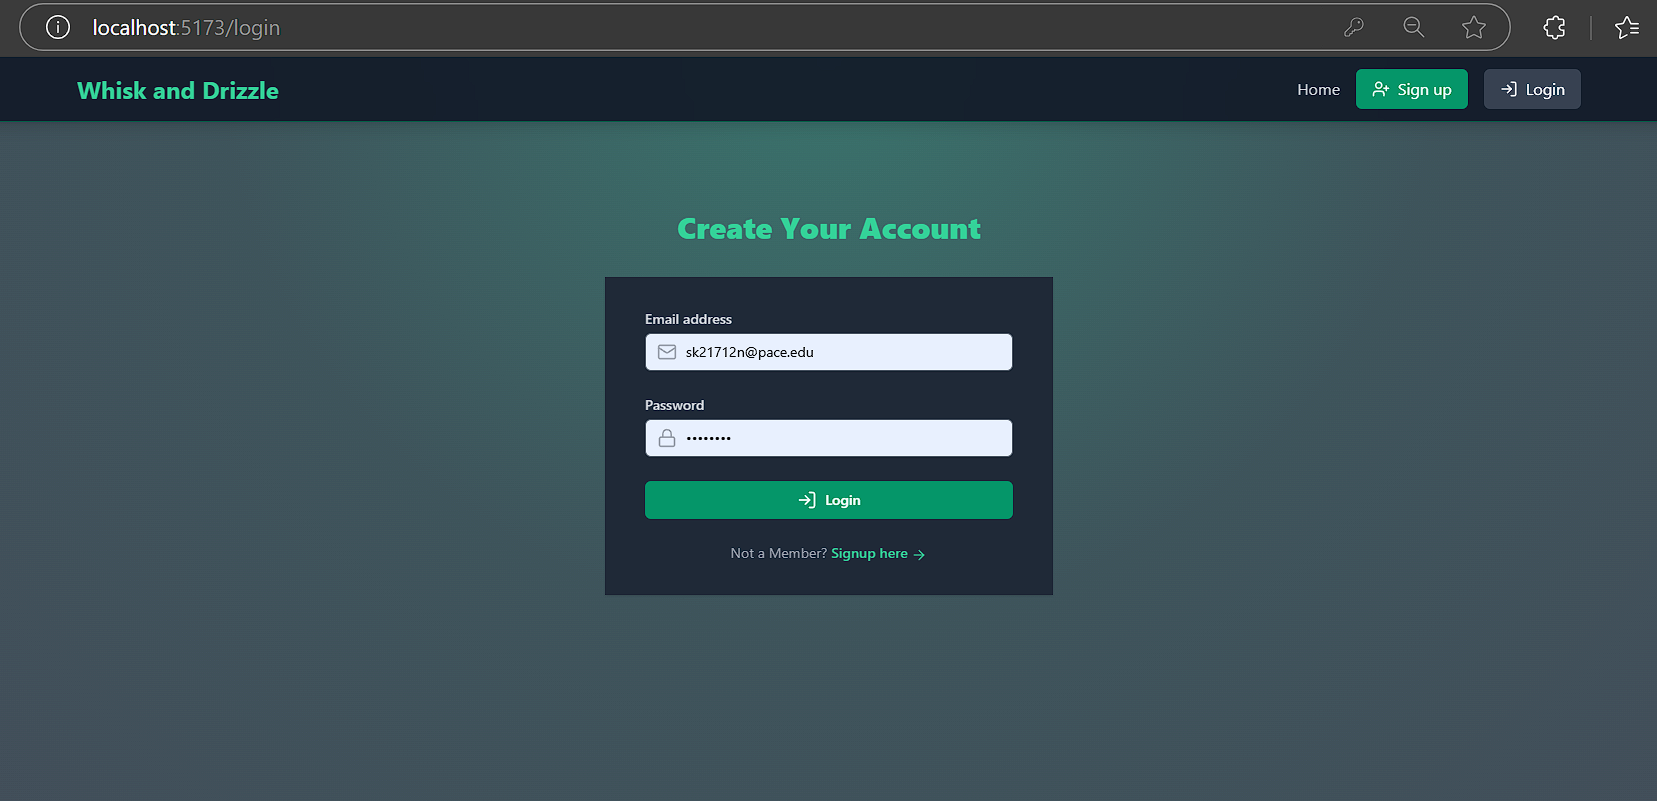 localhost:5173/login
Whisk and Drizzle
Home
Sign up
Login
Create Your Account
Email address
sk21712n@pace.edu
Password
••••••••
Login
Not a Member? Signup here →